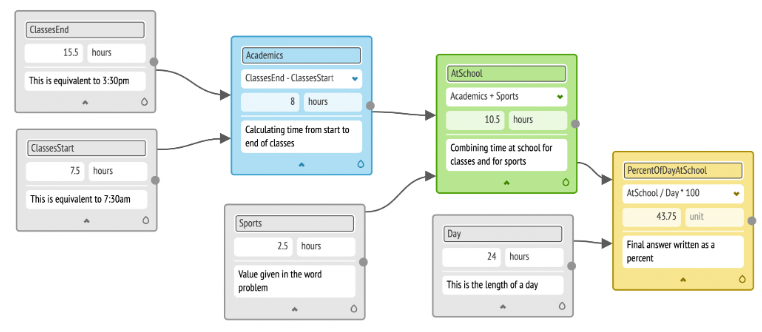 ClassesEnd
15.5 hours
This is equivalent to 3:30pm
ClassesStart
7.5 hours
This is equivalent to 7:30am
Academics
ClassesEnd - ClassesStart
8 hours
Calculating time from start to
end of classes
Sports
2.5 hours
Value given in the word
problem
AtSchool
Academics + Sports
10.5 hours
Combining time at school for
classes and for sports
Day
24 hours
This is the length of a day
PercentOfDayAtSchool
AtSchool / Day * 100
43.75 unit
Final answer written as a
percent